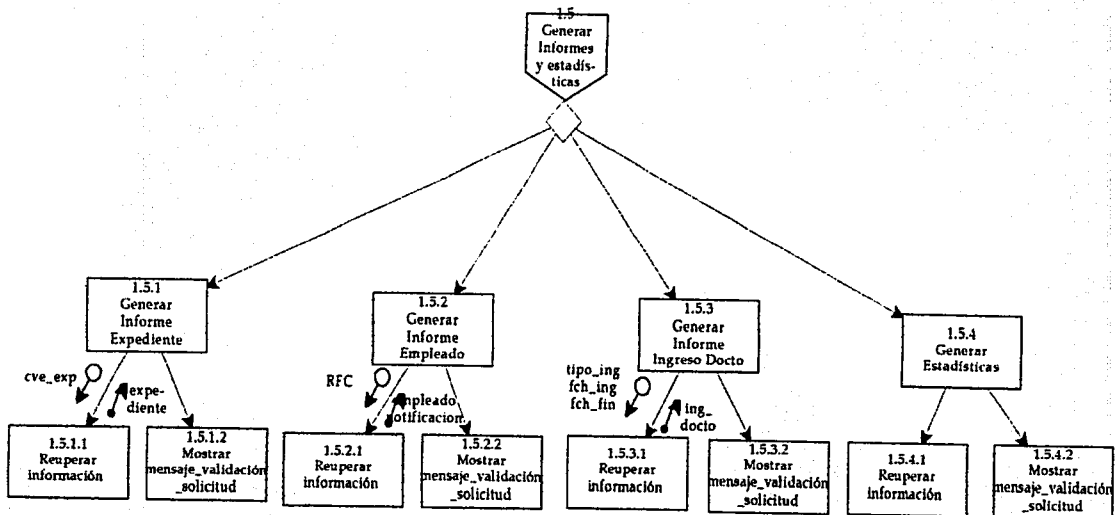 1.5
Generar
Informes
y estadís-
ticas
1.5.1
Generar
Informe
Expediente
1.5.2
Generar
Informe
Empleado
1.5.3
Generar
Informe
Ingreso Docto
1.5.4
Generar
Estadísticas
cve_exp
expe-
diente
RFC
mpleado
otificacion
tipo_ing
fch_ing
fch_fin
ing_
docto
1.5.1.1
Reuperar
información
1.5.1.2
Mostrar
mensaje_validación
_solicitud
1.5.2.1
Reuperar
información
1.5.2.2
Mostrar
mensaje_validación
_solicitud
1.5.3.1
Reuperar
información
1.5.3.2
Mostrar
mensaje_validación
_solicitud
1.5.4.1
Reuperar
información
1.5.4.2
Mostrar
mensaje_validación
_solicitud